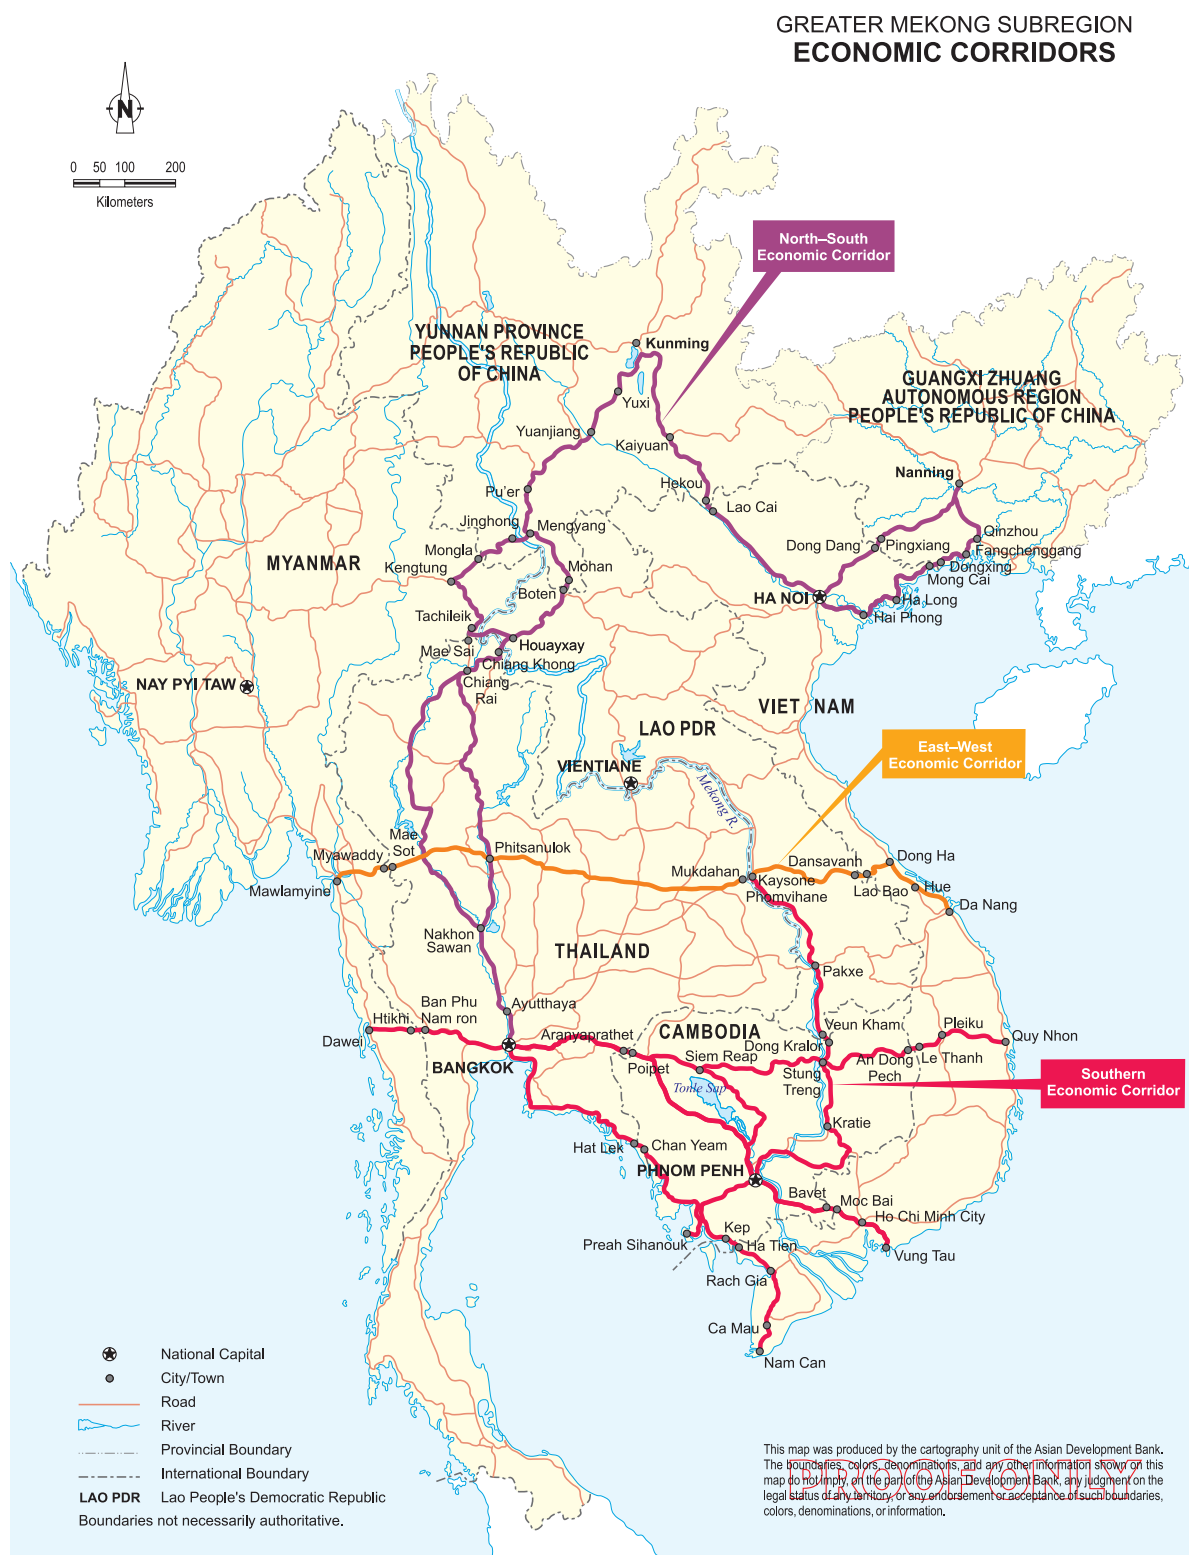 GREATER MEKONG SUBREGION
ECONOMIC CORRIDORS
N
0 50 100 200
Kilometers
North–South
Economic Corridor
YUNNAN PROVINCE
PEOPLE'S REPUBLIC
OF CHINA
Kunming
GUANGXI ZHUANG
AUTONOMOUS REGION
PEOPLE'S REPUBLIC OF CHINA
Yuxi
Yuanjiang
Kaiyuan
Nanning
Hekou
Pu'er
Lao Cai
Jinghong
Mengyang
Qinzhou
Dong Dang
Pingxiang
Fangchenggang
Mongla
MYANMAR
Kengtung
Mohan
Dongxing
Mong Cai
Boten
HA NOI
Ha Long
Tachileik
Hai Phong
Mae Sai
Houayxay
Chiang Khong
Chiang
Rai
NAY PYI TAW
VIET NAM
LAO PDR
East–West
Economic Corridor
VIENTIANE
Mekong R.
Mae
Sot
Myawaddy
Phitsanulok
Dansavanh
Dong Ha
Mukdahan
Kaysone
Phomvihane
Mawlamyine
Lao Bao
Hue
Da Nang
Nakhon
Sawan
THAILAND
Pakxe
Ban Phu
Nam ron
Ayutthaya
Htikhi
Dawei
Aranyaprathet
CAMBODIA
Veun Kham
Pleiku
Quy Nhon
Dong Kralor
Siem Reap
An Dong
Pech
Le Thanh
BANGKOK
Poipet
Stung
Treng
Southern
Economic Corridor
Tonle Sap
Kratie
Hat Lek
Chan Yeam
PHNOM PENH
Bavet
Moc Bai
Ho Chi Minh City
Kep
Preah Sihanouk
Ha Tien
Vung Tau
Rach Gia
Ca Mau
Nam Can
National Capital
City/Town
Road
River
Provincial Boundary
International Boundary
LAO PDR Lao People's Democratic Republic
Boundaries not necessarily authoritative.
This map was produced by the cartography unit of the Asian Development Bank.
The boundaries, colors, denominations, and any other information shown on this
map do not imply, on the part of the Asian Development Bank, any judgment on the
legal status of any territory, or any endorsement or acceptance of such boundaries,
colors, denominations, or information.
PROOF ONLY